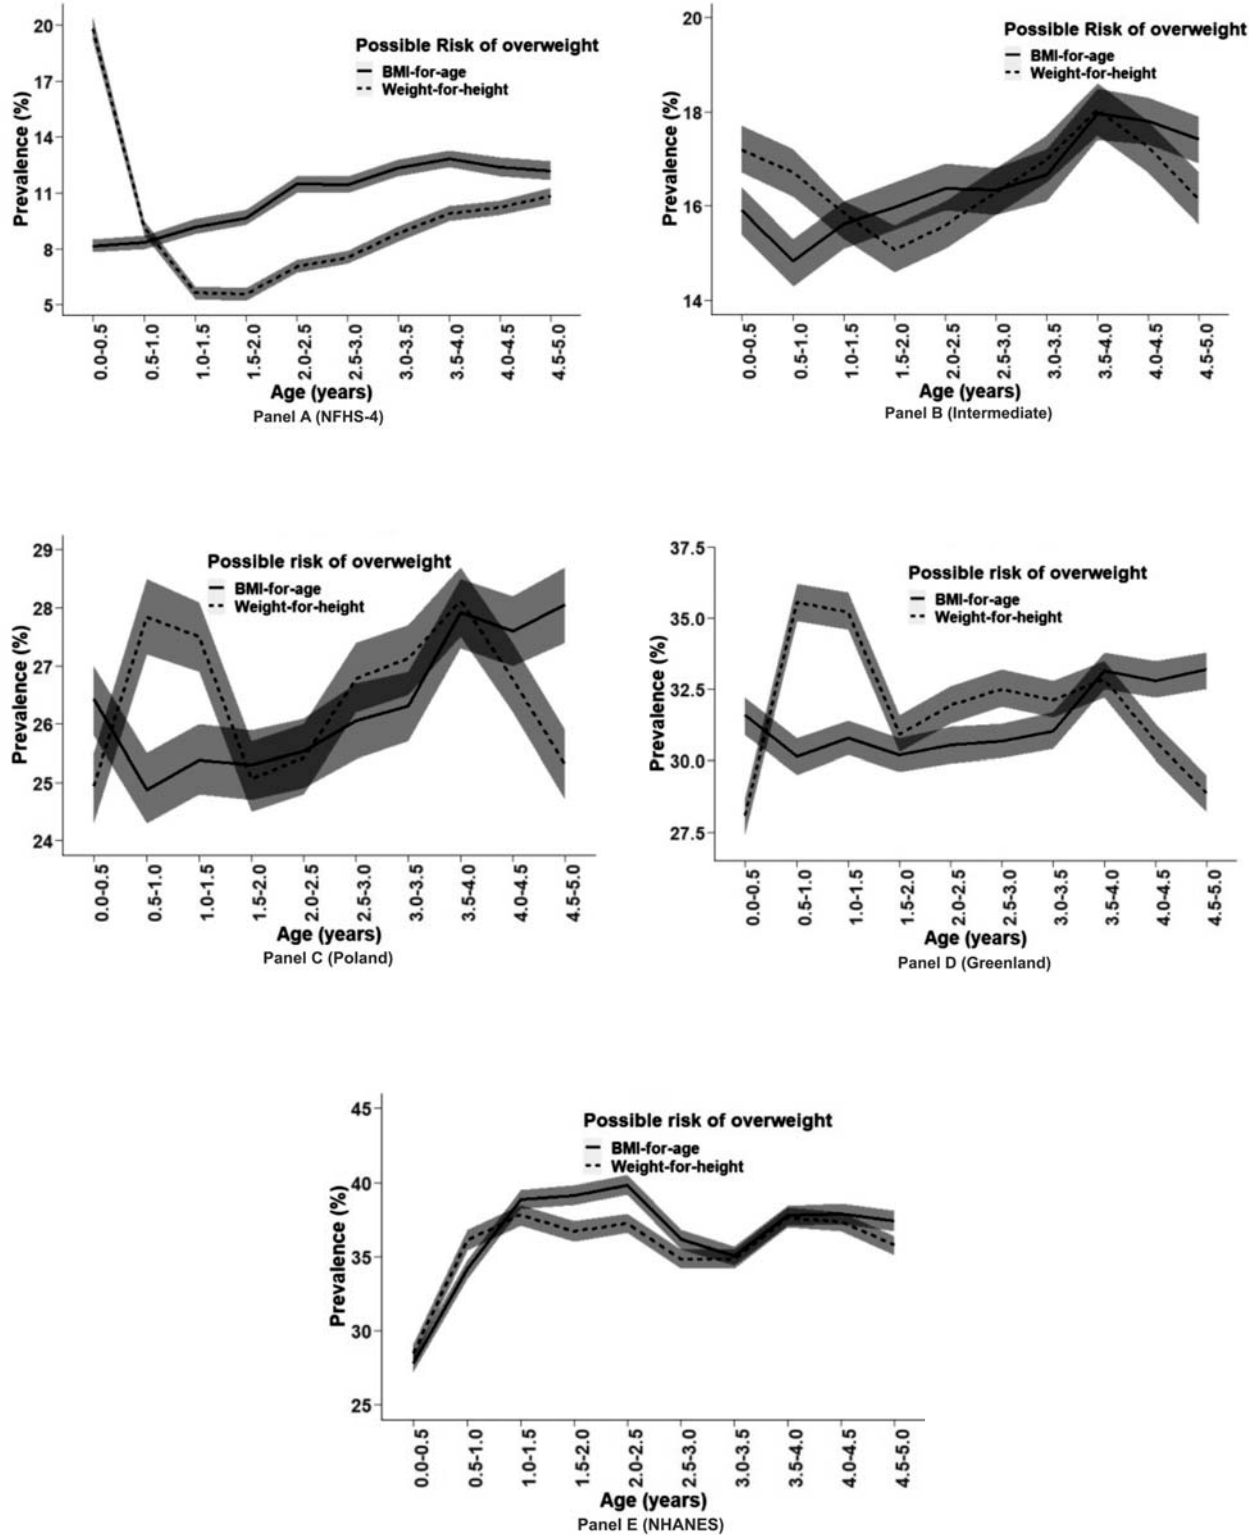 Possible Risk of overweight
BMI-for-age
Weight-for-height
Prevalence (%)
20
17
14
11
8
5
0.0-0.5
0.5-1.0
1.0-1.5
1.5-2.0
2.0-2.5
2.5-3.0
3.0-3.5
3.5-4.0
4.0-4.5
4.5-5.0
Age (years)
Panel A (NFHS-4)
Possible Risk of overweight
BMI-for-age
Weight-for-height
Prevalence (%)
20
18
16
14
0.0-0.5
0.5-1.0
1.0-1.5
1.5-2.0
2.0-2.5
2.5-3.0
3.0-3.5
3.5-4.0
4.0-4.5
4.5-5.0
Age (years)
Panel B (Intermediate)
Possible risk of overweight
BMI-for-age
Weight-for-height
Prevalence (%)
29
28
27
26
25
24
0.0-0.5
0.5-1.0
1.0-1.5
1.5-2.0
2.0-2.5
2.5-3.0
3.0-3.5
3.5-4.0
4.0-4.5
4.5-5.0
Age (years)
Panel C (Poland)
Possible risk of overweight
BMI-for-age
Weight-for-height
Prevalence (%)
37.5
35.0
32.5
30.0
27.5
0.0-0.5
0.5-1.0
1.0-1.5
1.5-2.0
2.0-2.5
2.5-3.0
3.0-3.5
3.5-4.0
4.0-4.5
4.5-5.0
Age (years)
Panel D (Greenland)
Possible risk of overweight
BMI-for-age
Weight-for-height
Prevalence (%)
45
40
35
30
25
0.0-0.5
0.5-1.0
1.0-1.5
1.5-2.0
2.0-2.5
2.5-3.0
3.0-3.5
3.5-4.0
4.0-4.5
4.5-5.0
Age (years)
Panel E (NHANES)